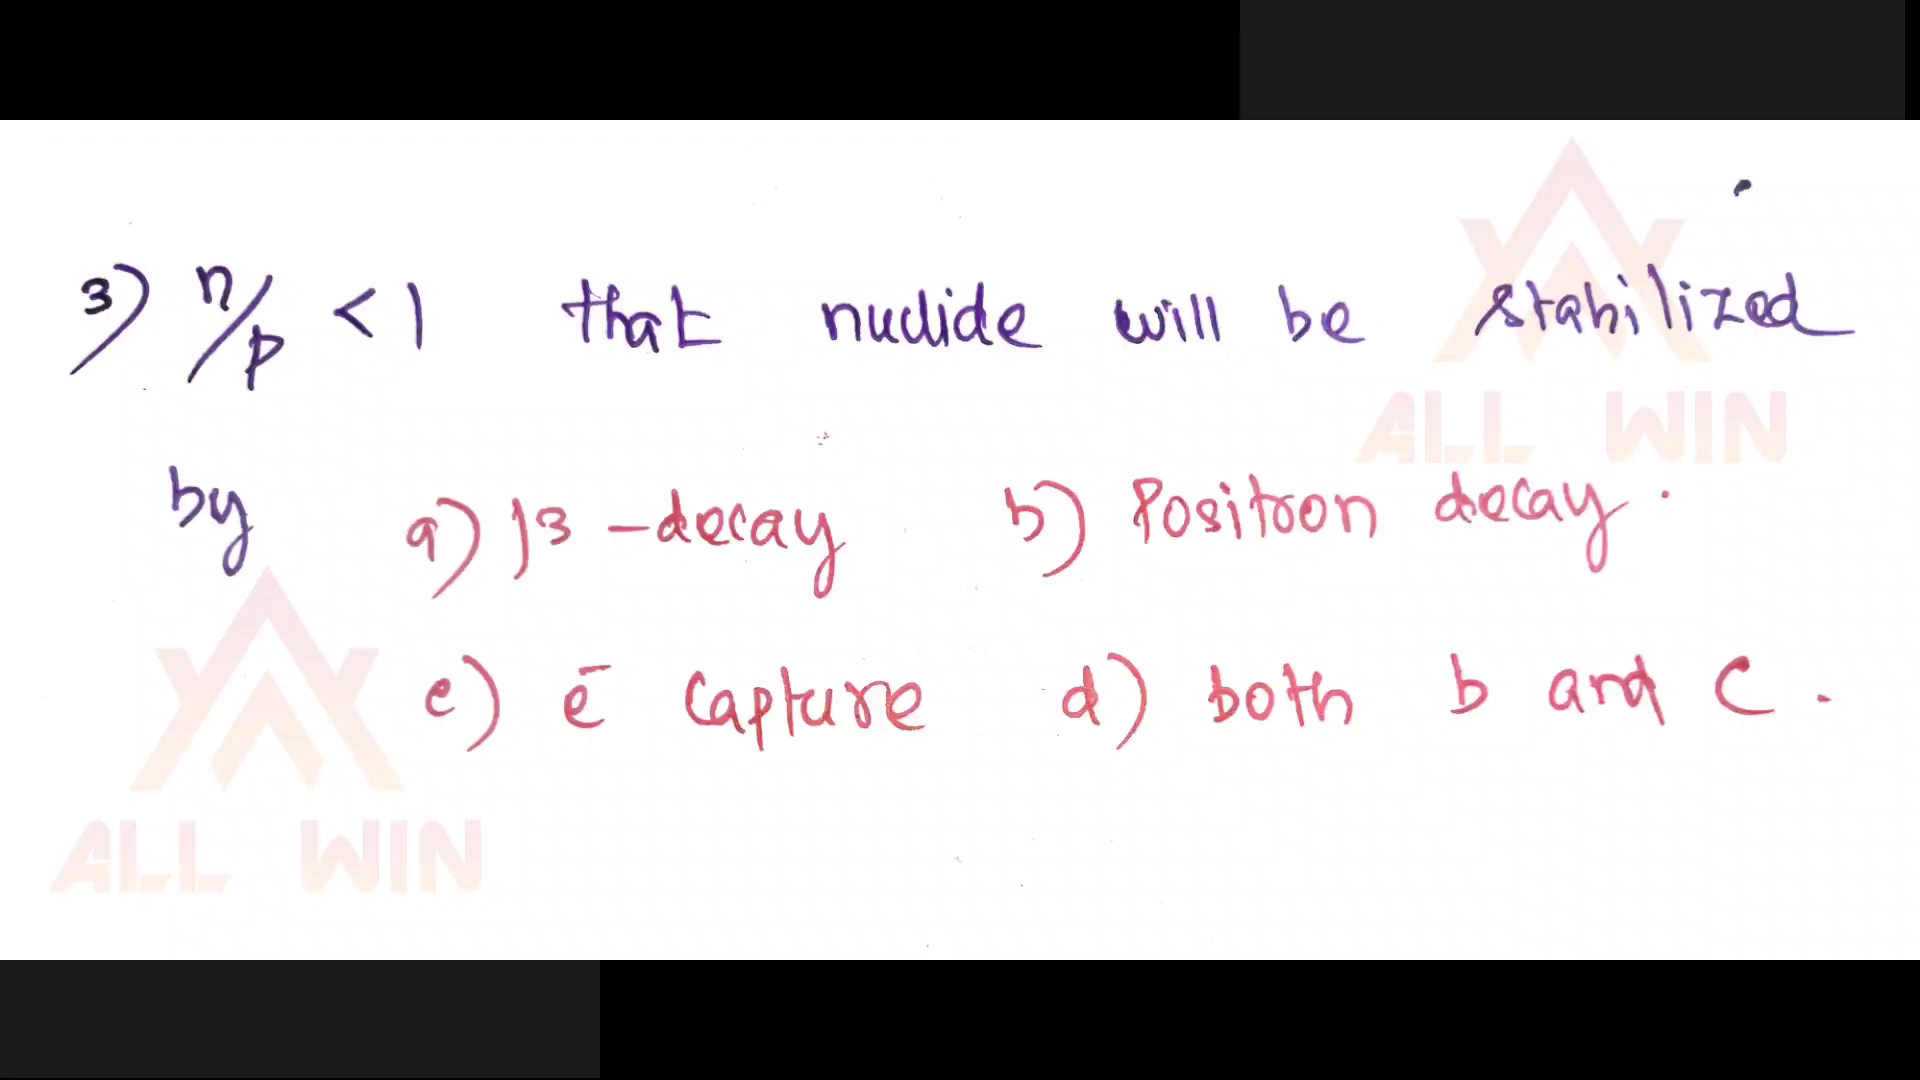 3) n/p < 1 that nuclide will be stabilized
by a) β -decay b) Positron decay.
c) e⁻ capture d) both b and c.
ALL WIN
ALL WIN